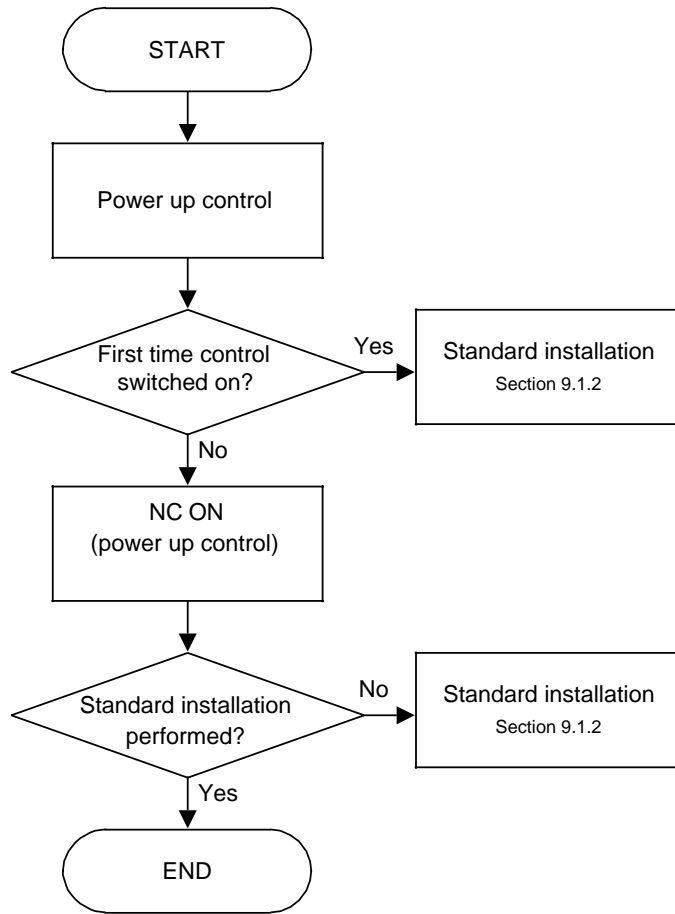 START
Power up control
First time control
switched on?
Yes
Standard installation
Section 9.1.2
No
NC ON
(power up control)
Standard installation
performed?
No
Standard installation
Section 9.1.2
Yes
END